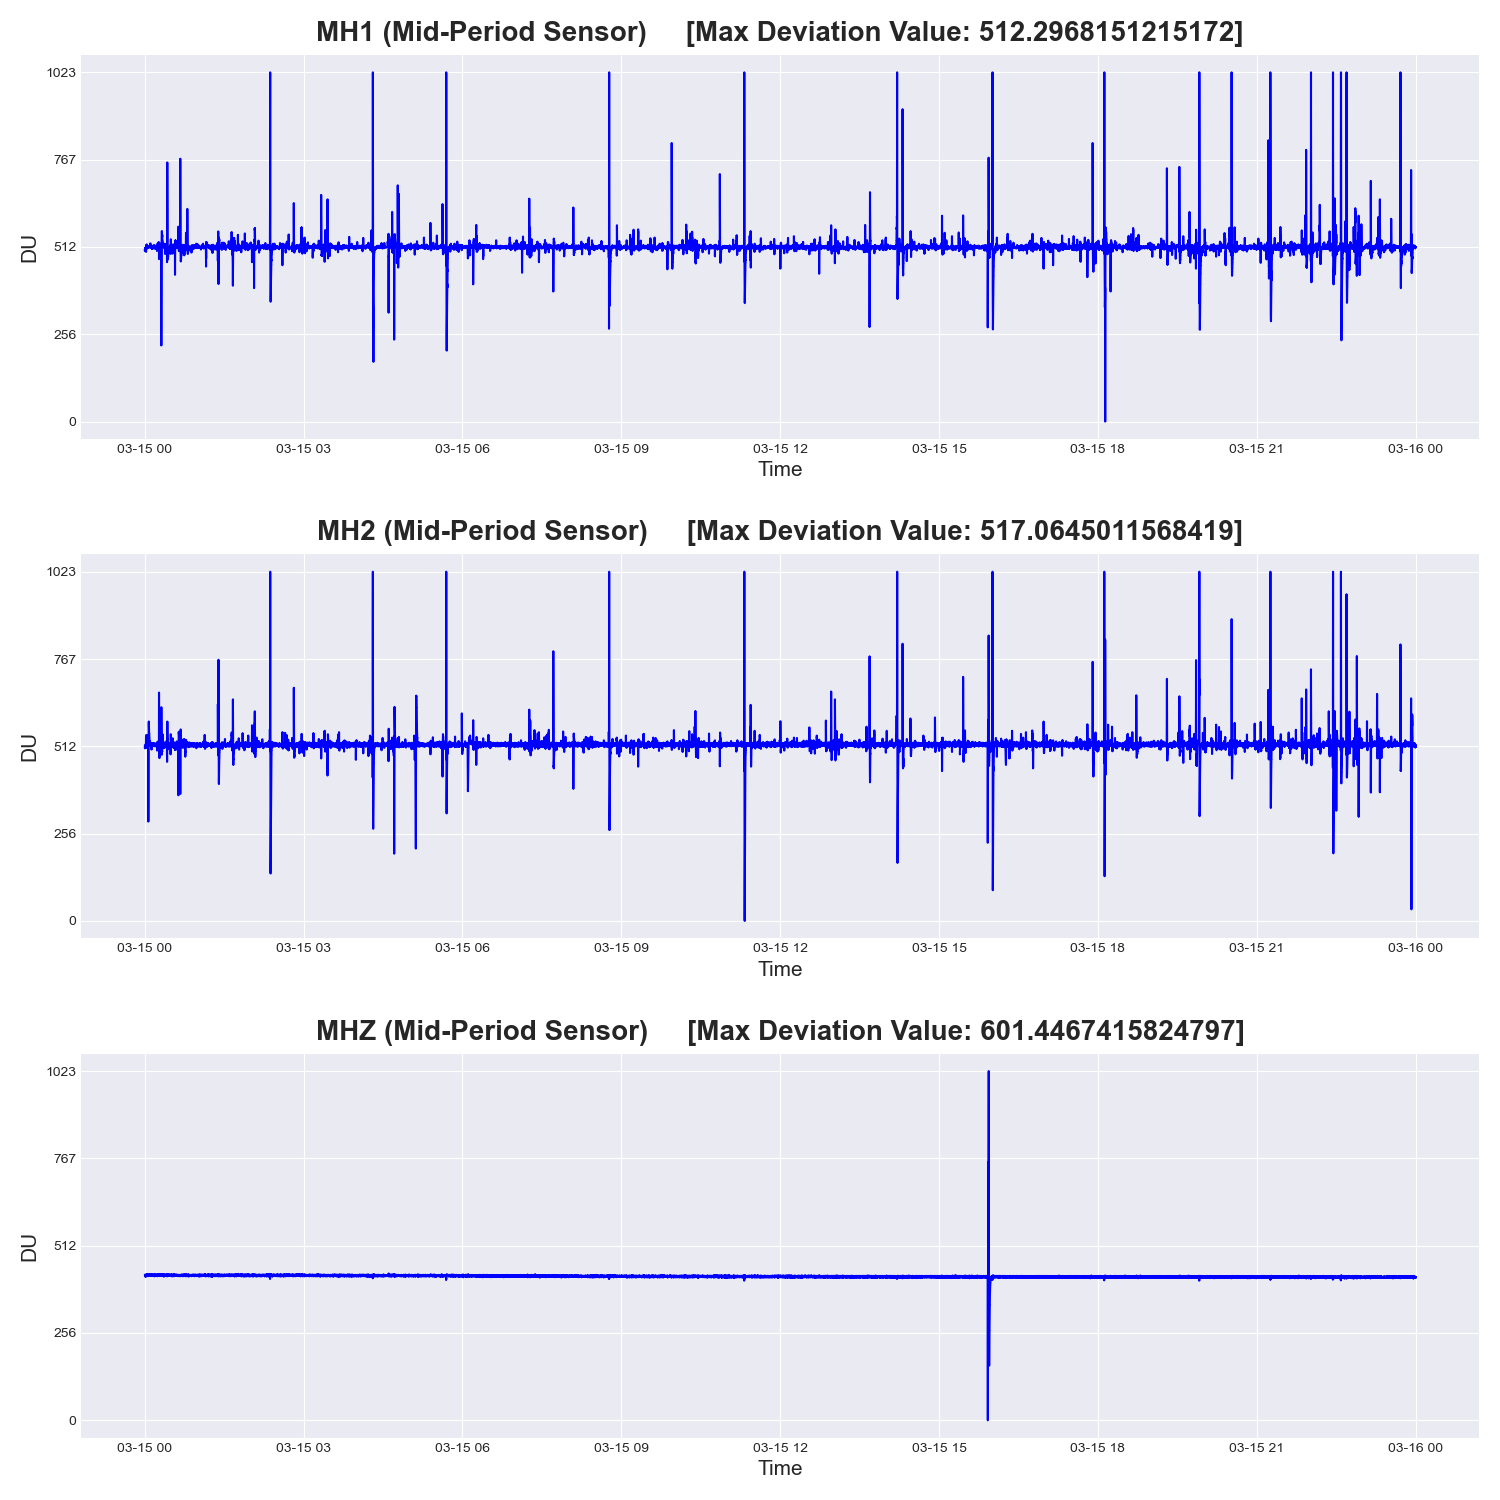 MH1 (Mid-Period Sensor) [Max Deviation Value: 512.2968151215172]
1023
767
512
256
0
DU
03-15 00 03-15 03 03-15 06 03-15 09 03-15 12 03-15 15 03-15 18 03-15 21 03-16 00
Time
MH2 (Mid-Period Sensor) [Max Deviation Value: 517.0645011568419]
1023
767
512
256
0
DU
03-15 00 03-15 03 03-15 06 03-15 09 03-15 12 03-15 15 03-15 18 03-15 21 03-16 00
Time
MHZ (Mid-Period Sensor) [Max Deviation Value: 601.4467415824797]
1023
767
512
256
0
DU
03-15 00 03-15 03 03-15 06 03-15 09 03-15 12 03-15 15 03-15 18 03-15 21 03-16 00
Time